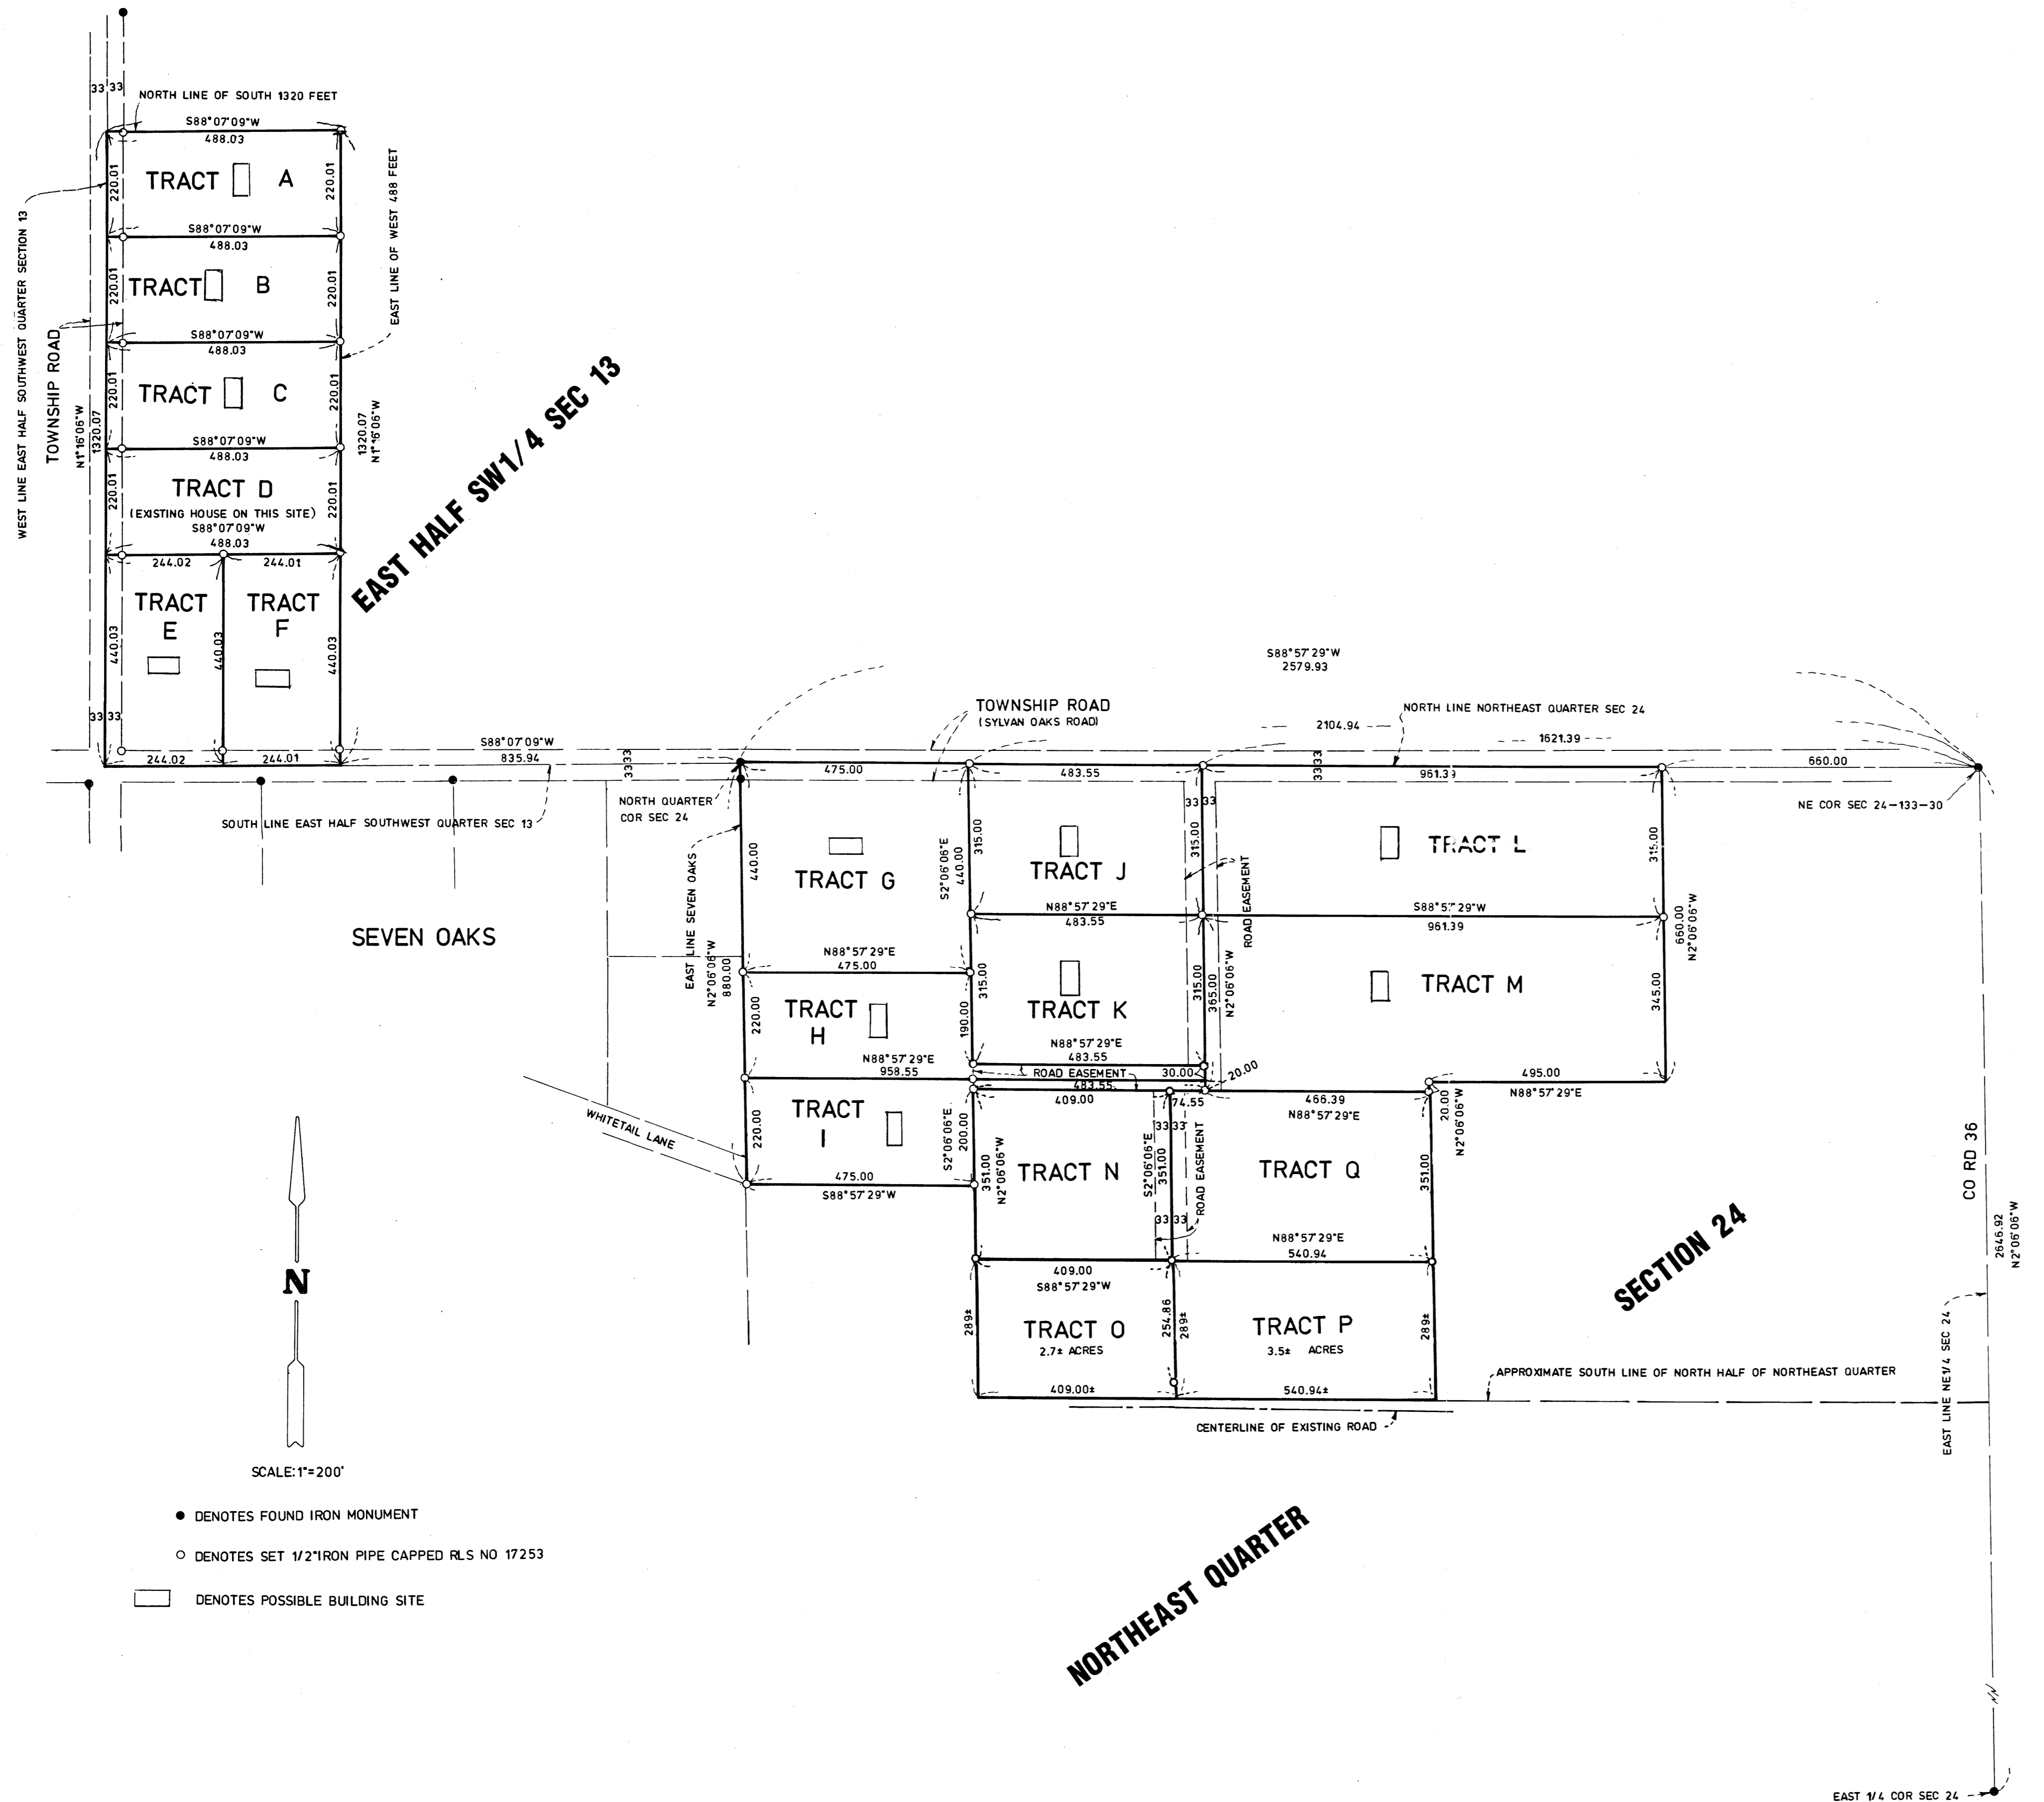 33 33
NORTH LINE OF SOUTH 1320 FEET
S88°07'09"W
488.03
220.01
TRACT A
220.01
WEST LINE EAST HALF SOUTHWEST QUARTER SECTION 13
EAST LINE OF WEST 488 FEET
S88°07'09"W
488.03
220.01
TRACT B
220.01
TOWNSHIP ROAD
S88°07'09"W
488.03
220.01
TRACT C
220.01
N1°16'06"W
1320.07
1320.07
N1°16'06"W
S88°07'09"W
488.03
220.01
TRACT D
220.01
(EXISTING HOUSE ON THIS SITE)
S88°07'09"W
488.03
244.02
244.01
TRACT
E
TRACT
F
440.03
440.03
440.03
33 33
244.02
244.01
EAST HALF SW1/4 SEC 13
S88°07'09"W
835.94
33 33
SOUTH LINE EAST HALF SOUTHWEST QUARTER SEC 13
NORTH QUARTER
COR SEC 24
S88°57'29"W
2579.93
TOWNSHIP ROAD
(SYLVAN OAKS ROAD)
NORTH LINE NORTHEAST QUARTER SEC 24
2104.94
1621.39
475.00
483.55
33 33
961.39
660.00
NE COR SEC 24-133-30
33 33
EAST LINE SEVEN OAKS
440.00
TRACT G
S2°06'06"E
440.00
315.00
TRACT J
315.00
ROAD EASEMENT
TRACT L
315.00
N88°57'29"E
483.55
S88°57'29"W
961.39
660.00
N2°06'06"W
SEVEN OAKS
N88°57'29"E
475.00
N2°06'06"W
880.00
315.00
TRACT K
315.00
365.00
N2°06'06"W
TRACT M
345.00
220.00
TRACT
H
190.00
N88°57'29"E
483.55
N88°57'29"E
958.55
ROAD EASEMENT
30.00
20.00
483.55
409.00
74.55
466.39
N88°57'29"E
495.00
N88°57'29"E
20.00
N2°06'06"W
WHITETAIL LANE
220.00
TRACT
I
S2°06'06"E
200.00
475.00
S88°57'29"W
351.00
N2°06'06"W
TRACT N
33 33
S2°06'06"E
351.00
ROAD EASEMENT
33 33
TRACT Q
351.00
CO RD 36
N88°57'29"E
540.94
409.00
S88°57'29"W
2646.92
N2°06'06"W
SECTION 24
289±
TRACT O
2.7± ACRES
254.86
289±
TRACT P
3.5± ACRES
289±
EAST LINE NE1/4 SEC 24
409.00±
540.94±
APPROXIMATE SOUTH LINE OF NORTH HALF OF NORTHEAST QUARTER
CENTERLINE OF EXISTING ROAD
N
SCALE: 1"=200'
DENOTES FOUND IRON MONUMENT
DENOTES SET 1/2"IRON PIPE CAPPED RLS NO 17253
DENOTES POSSIBLE BUILDING SITE
NORTHEAST QUARTER
EAST 1/4 COR SEC 24